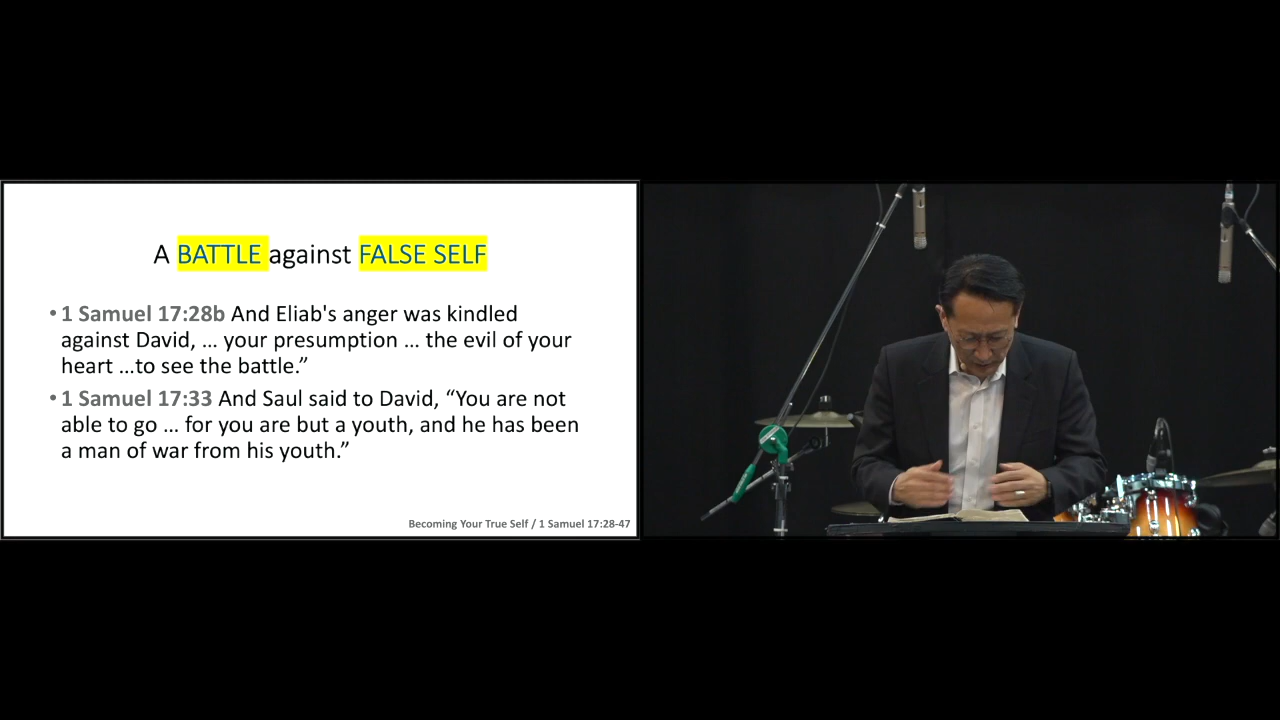 A BATTLE against FALSE SELF
• 1 Samuel 17:28b And Eliab's anger was kindled
against David, … your presumption … the evil of your
heart …to see the battle.”
• 1 Samuel 17:33 And Saul said to David, “You are not
able to go … for you are but a youth, and he has been
a man of war from his youth.”
Becoming Your True Self / 1 Samuel 17:28-47